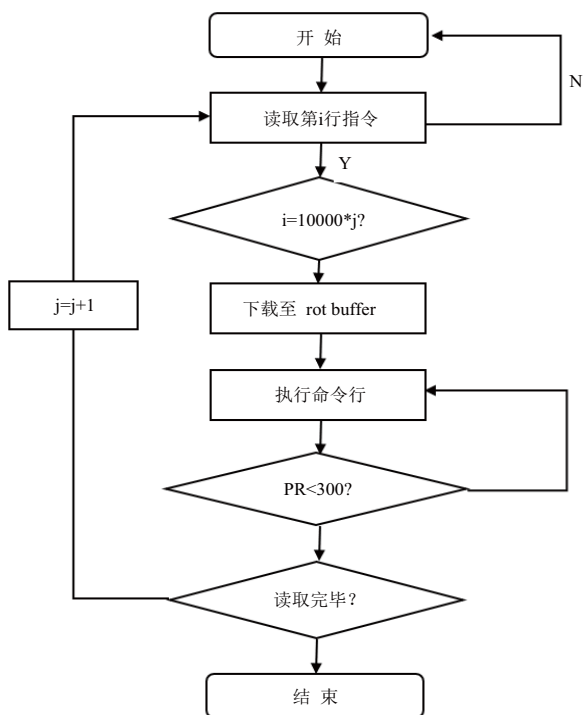 开 始
N
读取第i行指令
Y
i=10000*j?
下载至 rot buffer
j=j+1
执行命令行
PR<300?
读取完毕？
结 束